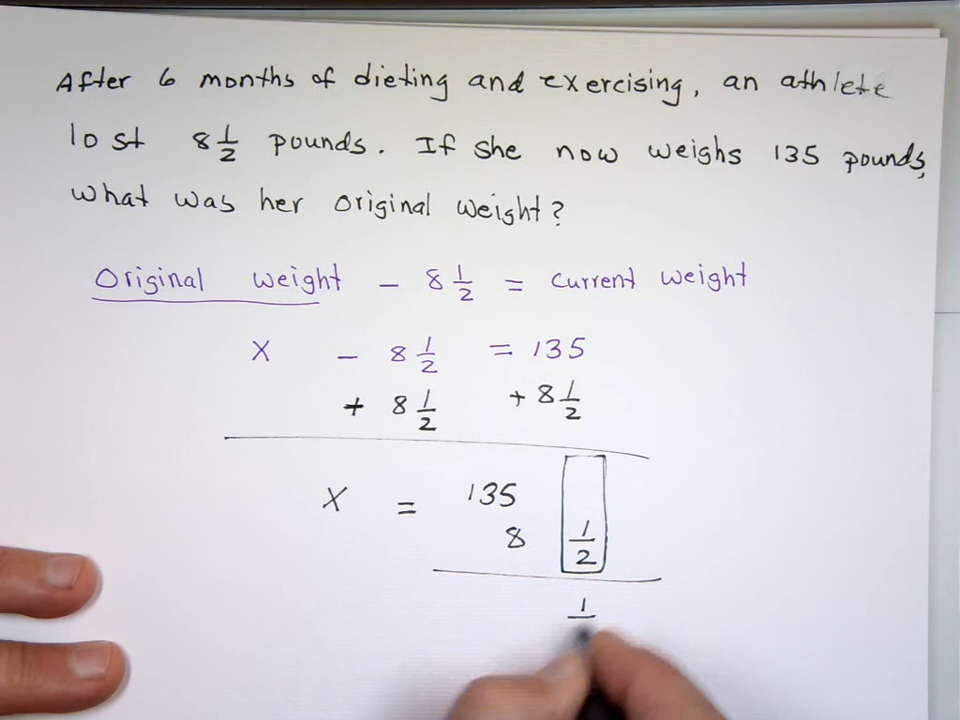 After 6 months of dieting and exercising, an athlete
lost 8 1/2 pounds. If she now weighs 135 pounds,
what was her original weight?
Original weight - 8 1/2 = current weight
X - 8 1/2 = 135
+ 8 1/2 + 8 1/2
X = 135
8 1/2
1